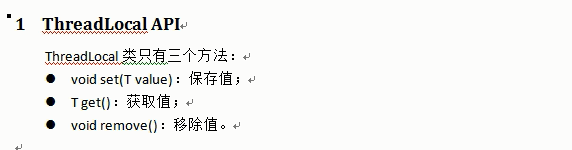 1 ThreadLocal API
ThreadLocal 类只有三个方法：
● void set(T value)：保存值；
● T get()：获取值；
● void remove()：移除值。